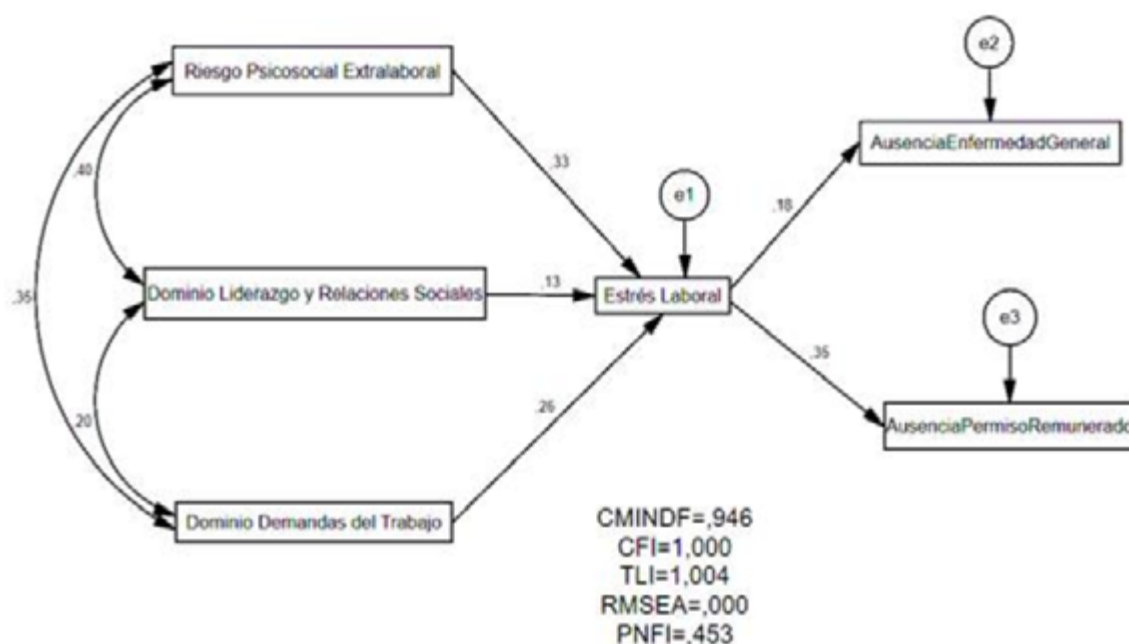 e2
Riesgo Psicosocial Extralaboral
AusenciaEnfermedadGeneral
,40
,33
e1
,18
,35
Dominio Liderazgo y Relaciones Sociales
,13
Estrés Laboral
e3
,35
,20
,26
AusenciaPermisoRemunerado
Dominio Demandas del Trabajo
CMINDF=,946
CFI=1,000
TLI=1,004
RMSEA=,000
PNFI=,453